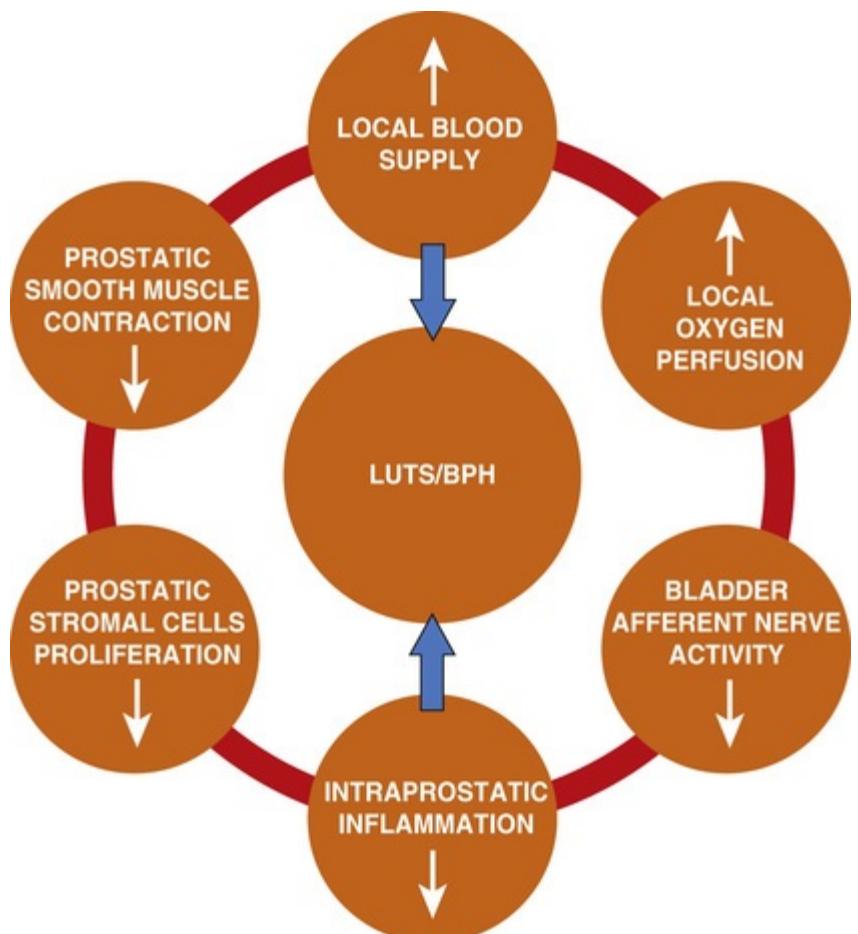 LOCAL BLOOD
SUPPLY
LOCAL
OXYGEN
PERFUSION
BLADDER
AFFERENT NERVE
ACTIVITY
INTRAPROSTATIC
INFLAMMATION
PROSTATIC
STROMAL CELLS
PROLIFERATION
PROSTATIC
SMOOTH MUSCLE
CONTRACTION
LUTS/BPH